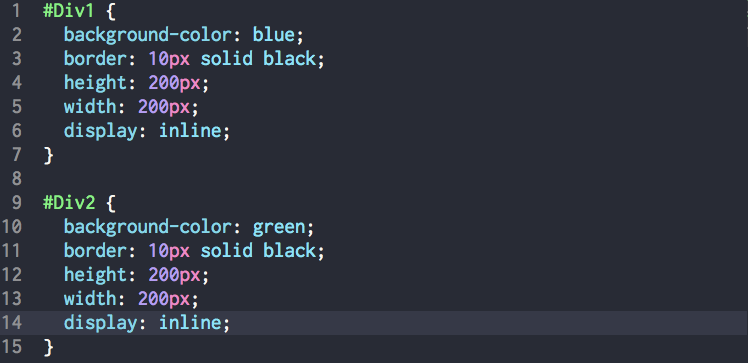 1 #Div1 {
2   background-color: blue;
3   border: 10px solid black;
4   height: 200px;
5   width: 200px;
6   display: inline;
7 }
8
9 #Div2 {
10   background-color: green;
11   border: 10px solid black;
12   height: 200px;
13   width: 200px;
14   display: inline;
15 }